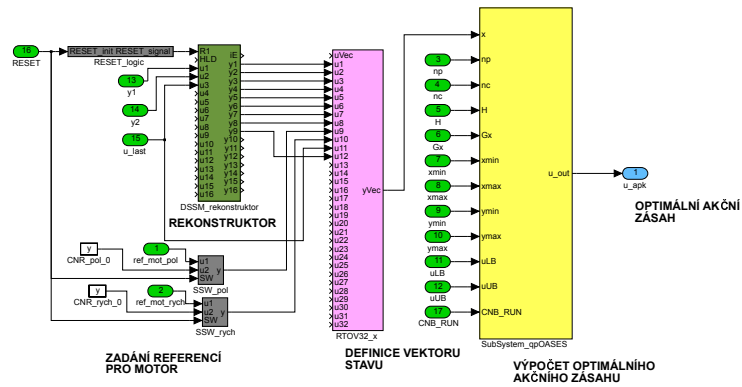 16
RESET
RESET_init RESET_signal
RESET_logic
13
y1
14
y2
15
u_last
R1
HLD
u1
u2
u3
u4
u5
u6
u7
u8
u9
u10
u11
u12
u13
u14
u15
u16
iE
y1
y2
y3
y4
y5
y6
y7
y8
y9
y10
y11
y12
y13
y14
y15
y16
DSSM_rekonstruktor
REKONSTRUKTOR
y
CNR_pol_0
1
ref_mot_pol
u1
u2
SW
y
SSW_pol
y
CNR_rych_0
2
ref_mot_rych
u1
u2
SW
y
SSW_rych
ZADÁNÍ REFERENCÍ
PRO MOTOR
uVec
u1
u2
u3
u4
u5
u6
u7
u8
u9
u10
u11
u12
u13
u14
u15
u16
u17
u18
u19
u20
u21
u22
u23
u24
u25
u26
u27
u28
u29
u30
u31
u32
yVec
RTOV32_x
DEFINICE VEKTORU
STAVU
3
np
4
nc
5
H
6
Gx
7
xmin
8
xmax
9
ymin
10
ymax
11
uLB
12
uUB
17
CNB_RUN
x
np
nc
H
Gx
xmin
xmax
ymin
ymax
uLB
uUB
CNB_RUN
u_out
SubSystem_qpOASES
VÝPOČET OPTIMÁLNÍHO
AKČNÍHO ZÁSAHU
1
u_apk
OPTIMÁLNÍ AKČNÍ
ZÁSAH